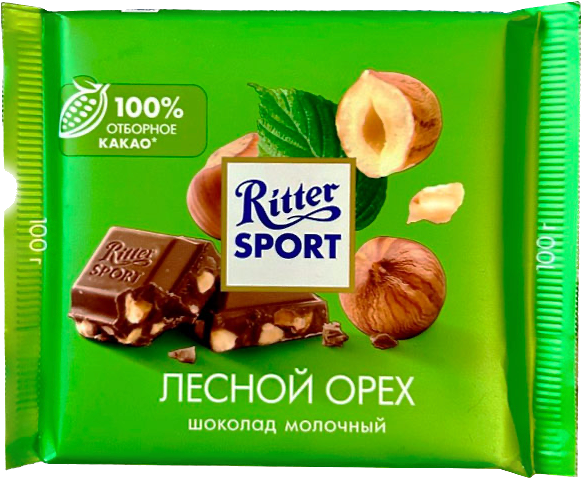 100%
ОТБОРНОЕ
КАКАО*
Ritter
SPORT
Ritter
SPORT
100 г
100 г
ЛЕСНОЙ ОРЕХ
ШОКОЛАД МОЛОЧНЫЙ